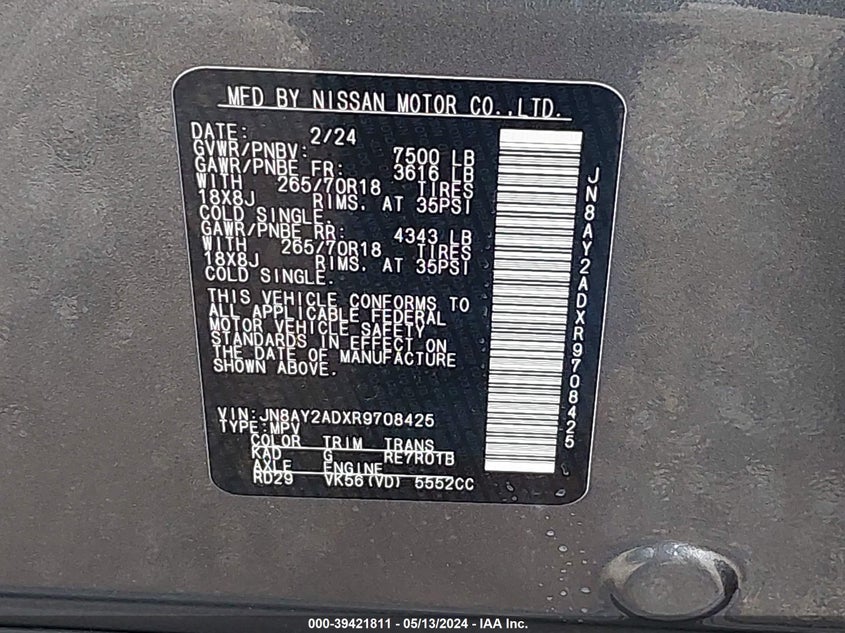 MFD BY NISSAN MOTOR CO.,LTD.
DATE: 2/24
GVWR/PNBV: 7500 LB
GAWR/PNBE FR: 3616 LB
WITH 265/70R18 TIRES
18X8J RIMS. AT 35PSI
COLD SINGLE.
GAWR/PNBE RR: 4343 LB
WITH 265/70R18 TIRES
18X8J RIMS. AT 35PSI
COLD SINGLE.
THIS VEHICLE CONFORMS TO
ALL APPLICABLE FEDERAL
MOTOR VEHICLE SAFETY
STANDARDS IN EFFECT ON
THE DATE OF MANUFACTURE
SHOWN ABOVE.
VIN:JN8AY2ADXR9708425
TYPE:MPV
COLOR TRIM TRANS
KAD G RE7R01B
AXLE ENGINE
RD29 VK56(VD) 5552CC
JN8AY2ADXR9708425
000-39421811 - 05/13/2024 - IAA Inc.